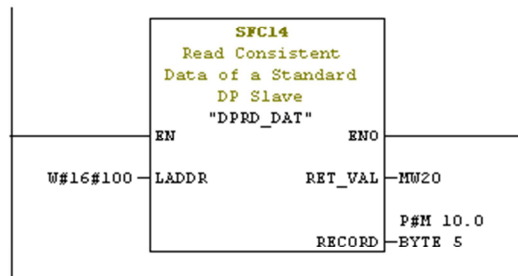 SFC14
Read Consistent
Data of a Standard
DP Slave
"DPRD_DAT"
EN ENO
W#16#100 LADDR RET_VAL MW20
P#M 10.0
RECORD BYTE 5